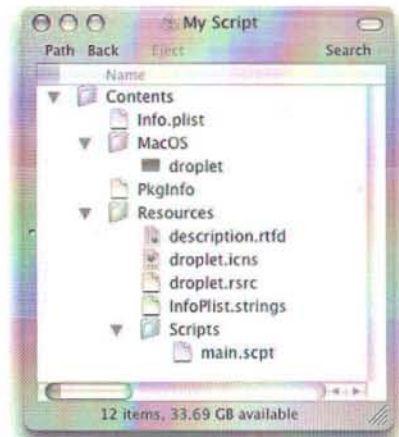 My Script
Path Back Eject Search
Name
Contents
Info.plist
MacOS
droplet
PkgInfo
Resources
description.rtfd
droplet.icns
droplet.rsrc
InfoPlist.strings
Scripts
main.scpt
12 items, 33.69 GB available